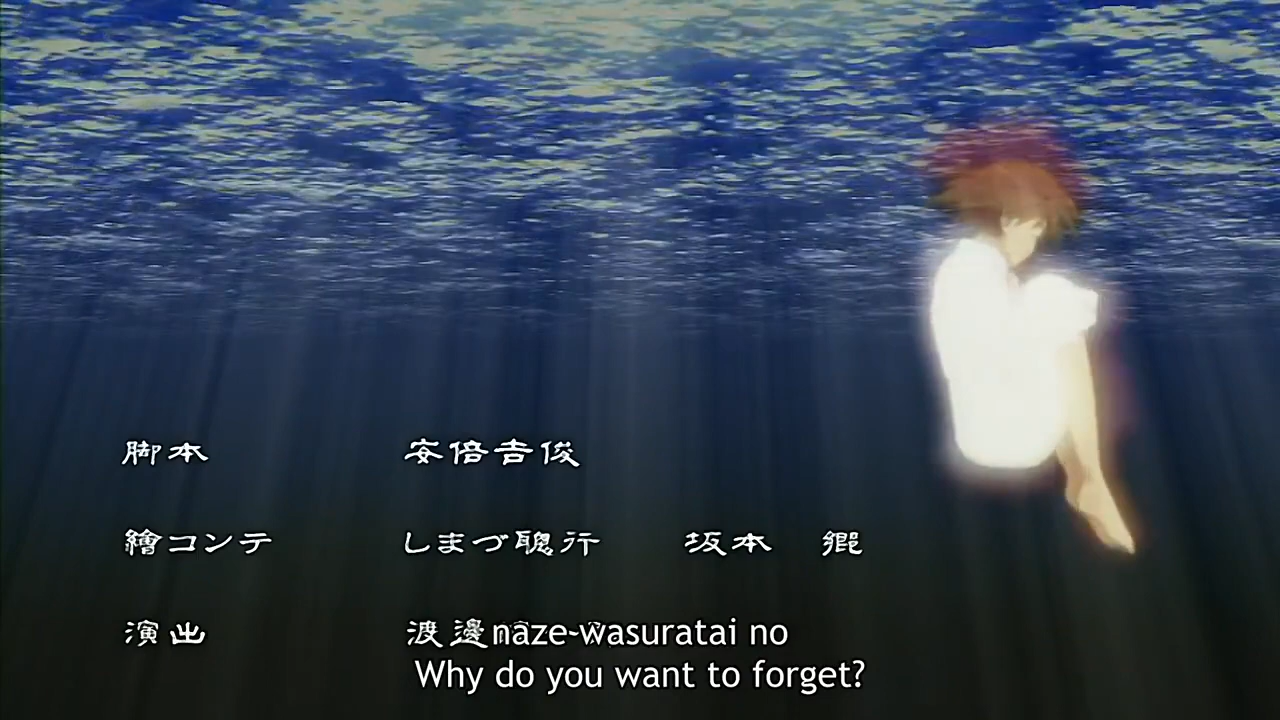 脚本 安倍吉俊
繪コンテ しまづ聰行 坂本 郷
演出 渡邊
naze wasuratai no
Why do you want to forget?